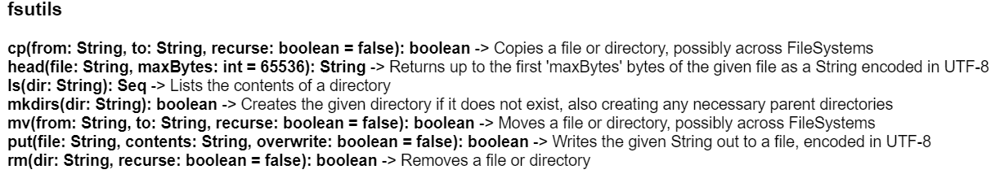 fsutils
cp(from: String, to: String, recurse: boolean = false): boolean -> Copies a file or directory, possibly across FileSystems
head(file: String, maxBytes: int = 65536): String -> Returns up to the first 'maxBytes' bytes of the given file as a String encoded in UTF-8
ls(dir: String): Seq -> Lists the contents of a directory
mkdirs(dir: String): boolean -> Creates the given directory if it does not exist, also creating any necessary parent directories
mv(from: String, to: String, recurse: boolean = false): boolean -> Moves a file or directory, possibly across FileSystems
put(file: String, contents: String, overwrite: boolean = false): boolean -> Writes the given String out to a file, encoded in UTF-8
rm(dir: String, recurse: boolean = false): boolean -> Removes a file or directory